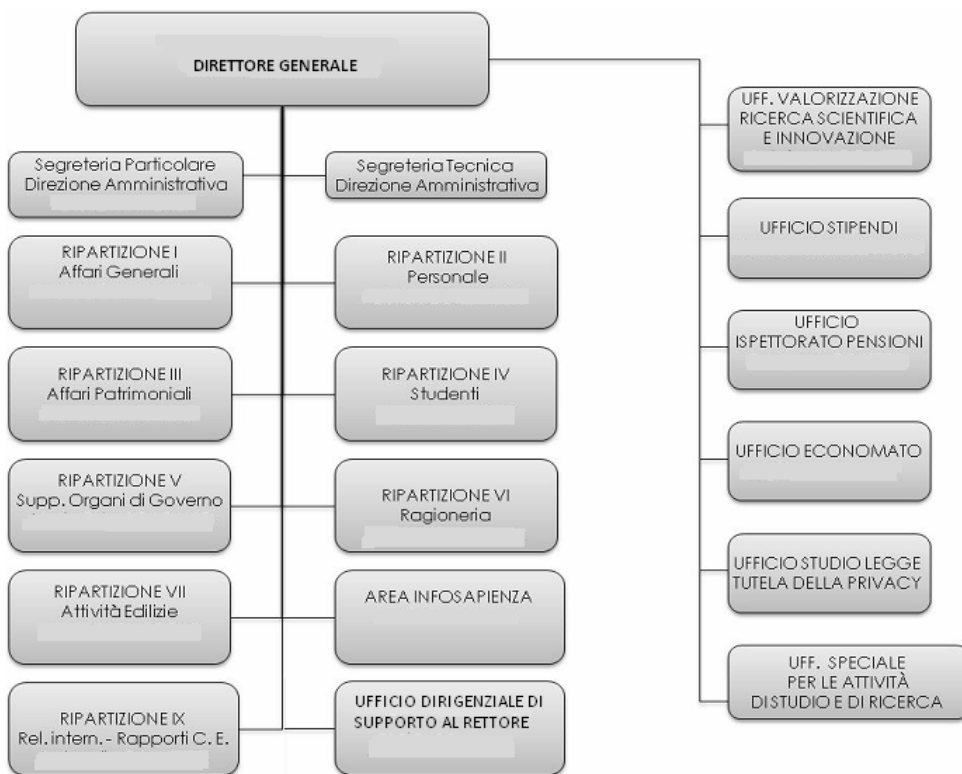 DIRETTORE GENERALE
Segreteria Particolare
Direzione Amministrativa
Segreteria Tecnica
Direzione Amministrativa
RIPARTIZIONE I
Affari Generali
RIPARTIZIONE II
Personale
RIPARTIZIONE III
Affari Patrimoniali
RIPARTIZIONE IV
Studenti
RIPARTIZIONE V
Supp. Organi di Governo
RIPARTIZIONE VI
Ragioneria
RIPARTIZIONE VII
Attività Edilizie
AREA INFOSAPIENZA
RIPARTIZIONE IX
Rel. intern. - Rapporti C. E.
UFFICIO DIRIGENZIALE DI
SUPPORTO AL RETTORE
UFF. VALORIZZAZIONE
RICERCA SCIENTIFICA
E INNOVAZIONE
UFFICIO STIPENDI
UFFICIO
ISPETTORATO PENSIONI
UFFICIO ECONOMATO
UFFICIO STUDIO LEGGE
TUTELA DELLA PRIVACY
UFF. SPECIALE
PER LE ATTIVITÀ
DI STUDIO E DI RICERCA